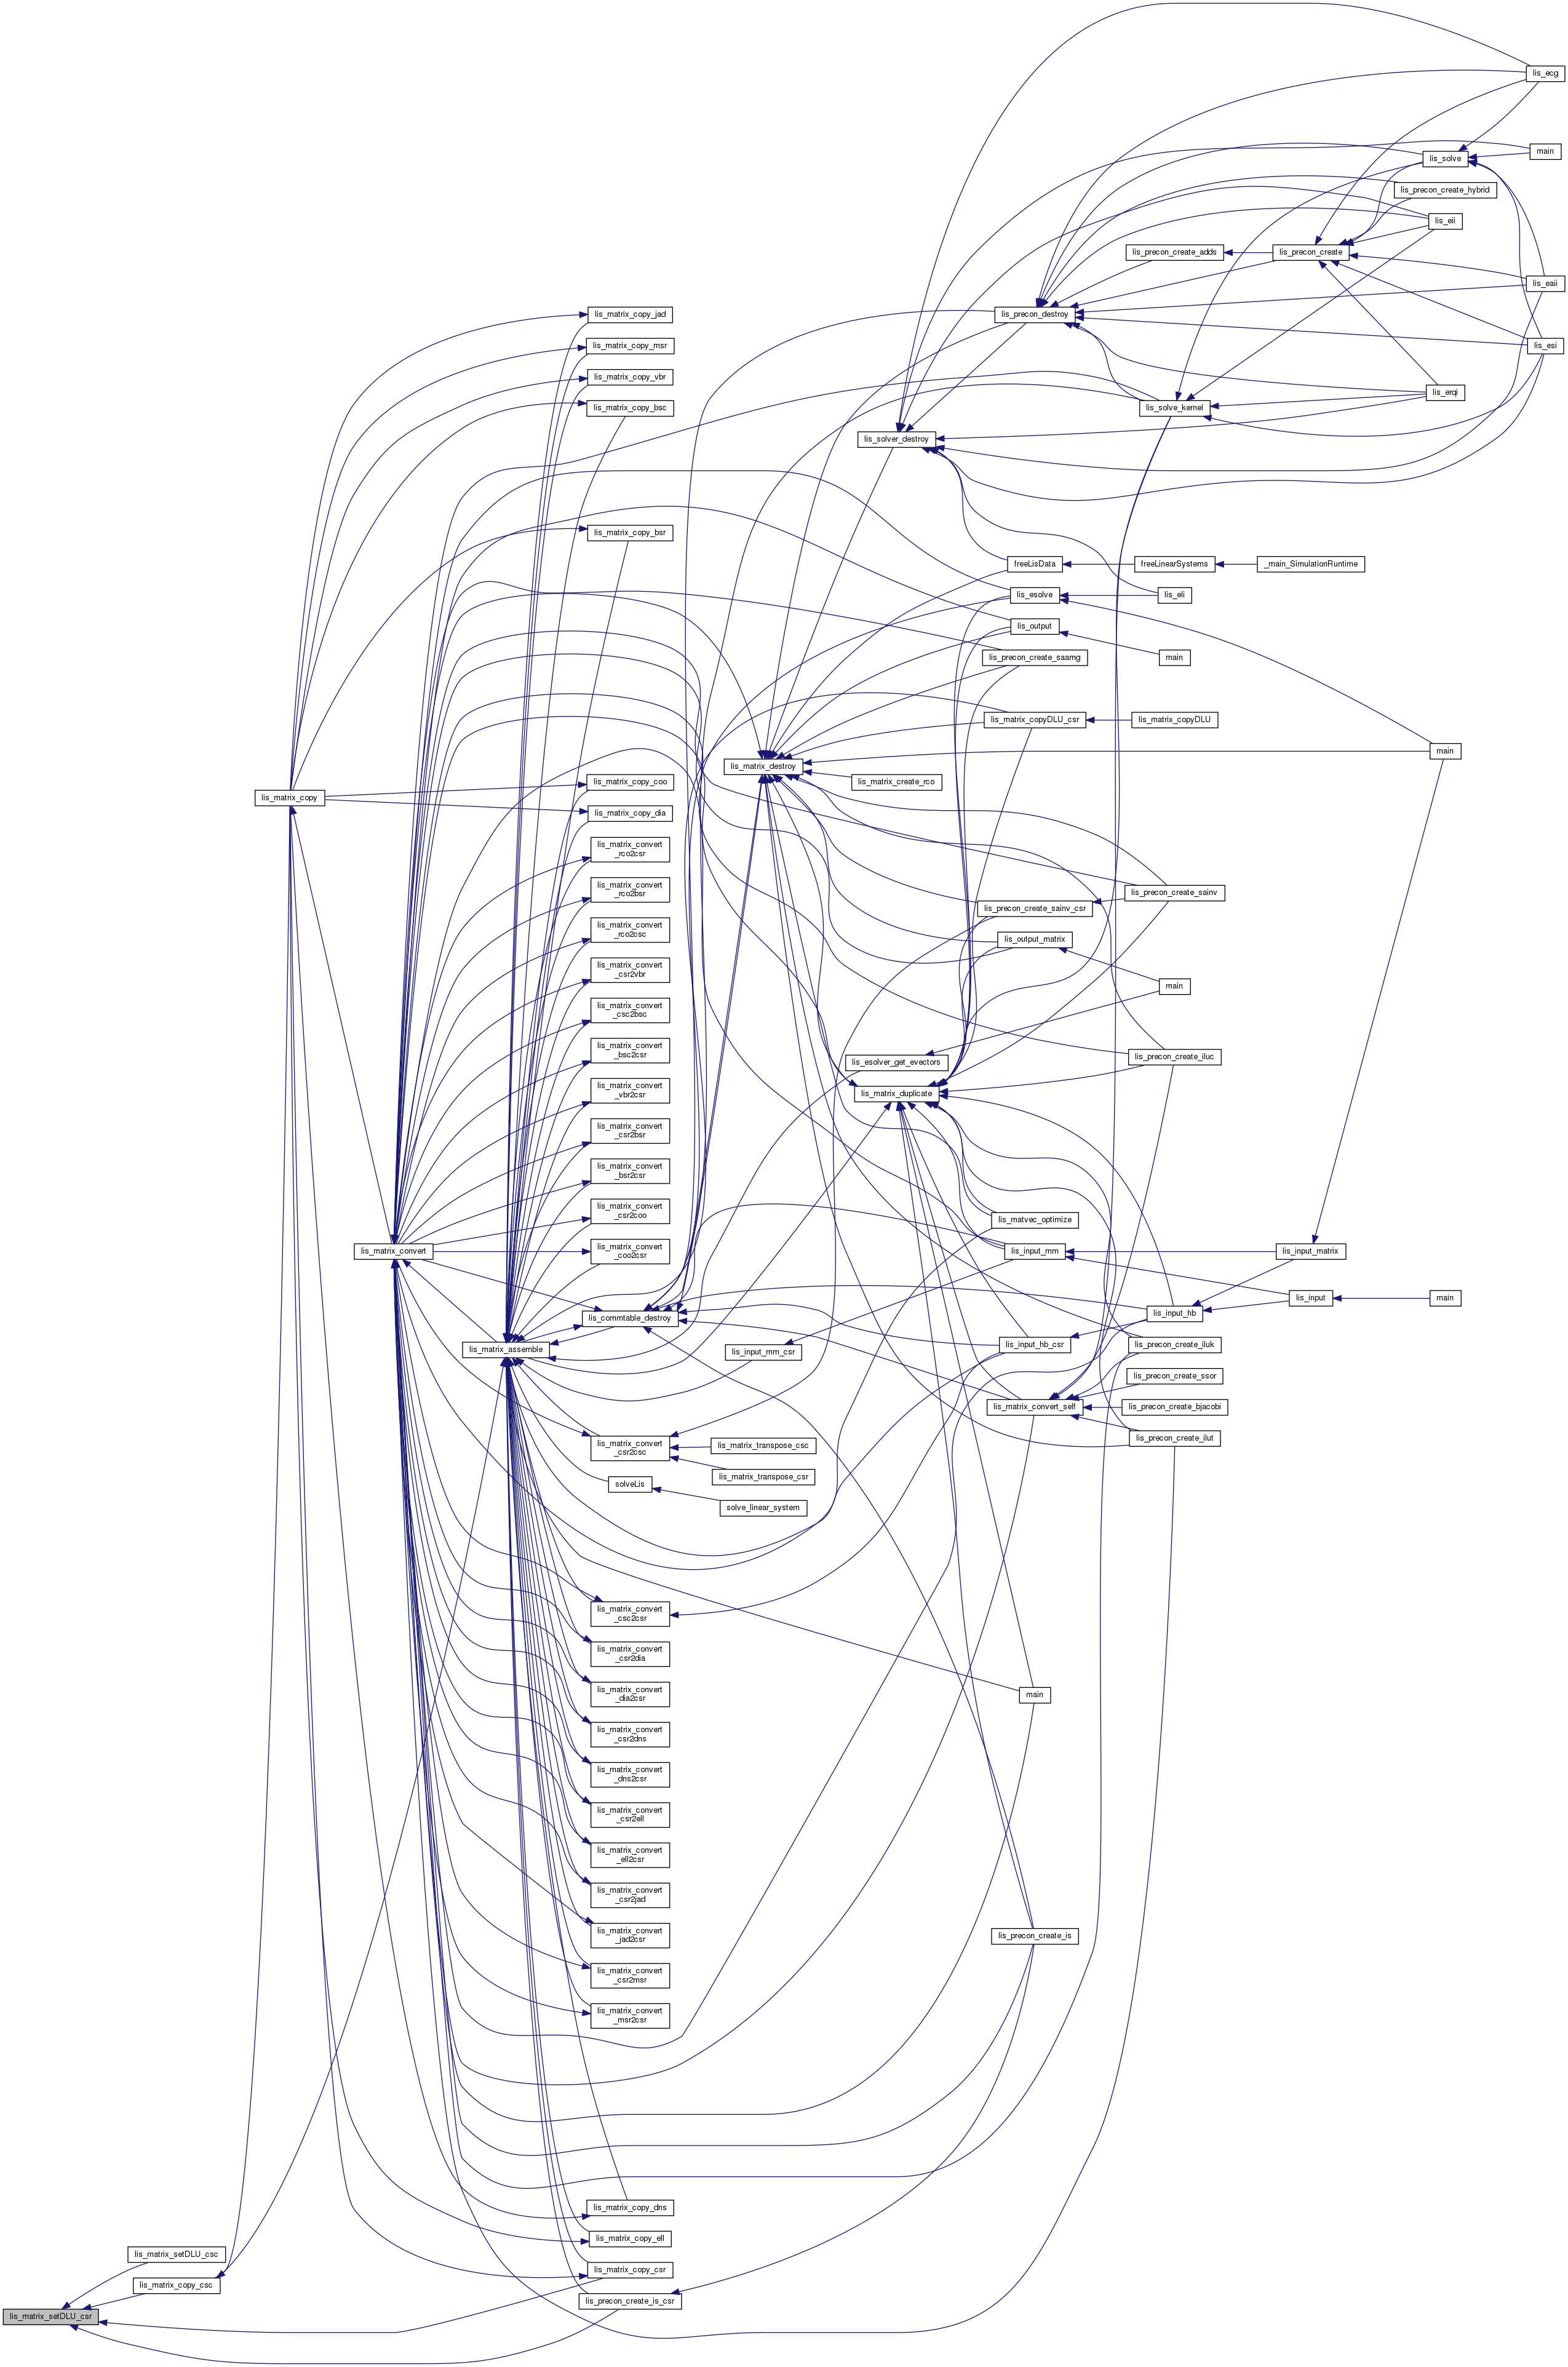 lis_ecg
main
lis_solve
lis_precon_create_hybrid
lis_eii
lis_precon_create_adds
lis_precon_create
lis_eaii
lis_matrix_copy_jad
lis_precon_destroy
lis_matrix_copy_msr
lis_esi
lis_matrix_copy_vbr
lis_erqi
lis_matrix_copy_bsc
lis_solve_kernel
lis_solver_destroy
lis_matrix_copy_bsr
freeLisData
freeLinearSystems
_main_SimulationRuntime
lis_esolve
lis_eli
lis_output
lis_precon_create_saamg
main
lis_matrix_copyDLU_csr
lis_matrix_copyDLU
main
lis_matrix_destroy
lis_matrix_copy_coo
lis_matrix_create_rco
lis_matrix_copy
lis_matrix_copy_dia
lis_matrix_convert
_rco2csr
lis_matrix_convert
_rco2bsr
lis_precon_create_sainv
lis_precon_create_sainv_csr
lis_matrix_convert
_rco2csc
lis_output_matrix
lis_matrix_convert
_csr2vbr
main
lis_matrix_convert
_csc2bsc
lis_matrix_convert
_bsc2csr
lis_esolver_get_evectors
lis_precon_create_iluc
lis_matrix_convert
_vbr2csr
lis_matrix_duplicate
lis_matrix_convert
_csr2bsr
lis_matrix_convert
_bsr2csr
lis_matrix_convert
_csr2coo
lis_matvec_optimize
lis_matrix_convert
lis_matrix_convert
_coo2csr
lis_input_mm
lis_input_matrix
lis_input
main
lis_commtable_destroy
lis_input_hb
lis_matrix_assemble
lis_input_mm_csr
lis_input_hb_csr
lis_precon_create_iluk
lis_precon_create_ssor
lis_matrix_convert_self
lis_precon_create_bjacobi
lis_matrix_convert
_csr2csc
lis_matrix_transpose_csc
lis_precon_create_ilut
lis_matrix_transpose_csr
solveLis
solve_linear_system
lis_matrix_convert
_csc2csr
lis_matrix_convert
_csr2dia
lis_matrix_convert
_dia2csr
main
lis_matrix_convert
_csr2dns
lis_matrix_convert
_dns2csr
lis_matrix_convert
_csr2ell
lis_matrix_convert
_ell2csr
lis_matrix_convert
_csr2jad
lis_matrix_convert
_jad2csr
lis_precon_create_is
lis_matrix_convert
_csr2msr
lis_matrix_convert
_msr2csr
lis_matrix_copy_dns
lis_matrix_copy_ell
lis_matrix_setDLU_csc
lis_matrix_copy_csr
lis_matrix_copy_csc
lis_precon_create_is_csr
lis_matrix_setDLU_csr